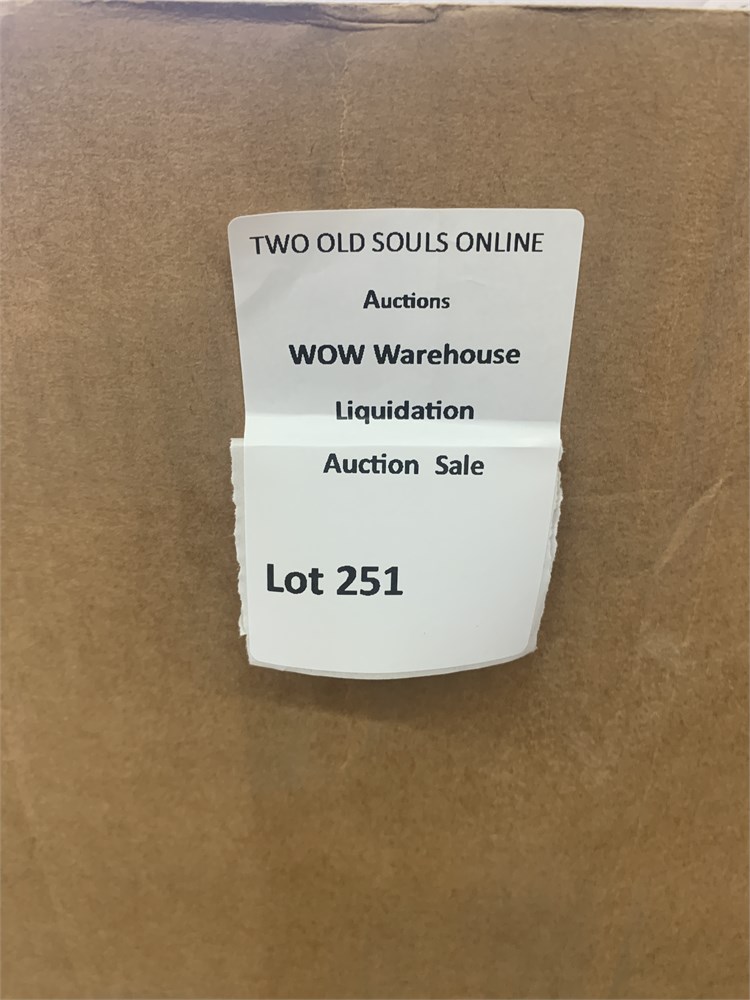 TWO OLD SOULS ONLINE
Auctions
WOW Warehouse
Liquidation
Auction Sale
Lot 251